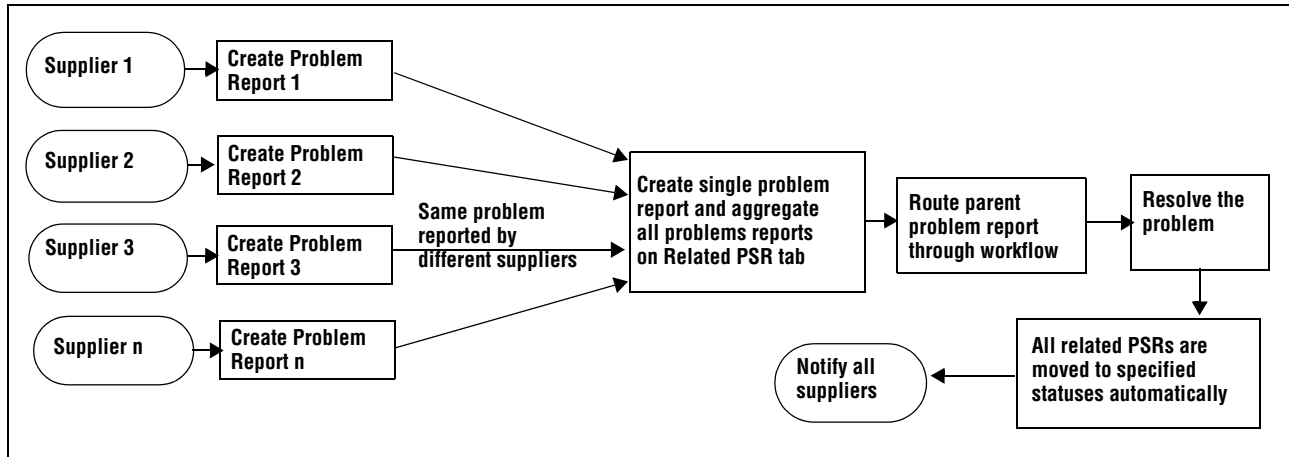 Supplier 1
Create Problem
Report 1
Supplier 2
Create Problem
Report 2
Supplier 3
Create Problem
Report 3
Supplier n
Create Problem
Report n
Same problem
reported by
different suppliers
Create single problem
report and aggregate
all problems reports
on Related PSR tab
Route parent
problem report
through workflow
Resolve the
problem
All related PSRs are
moved to specified
statuses automatically
Notify all
suppliers